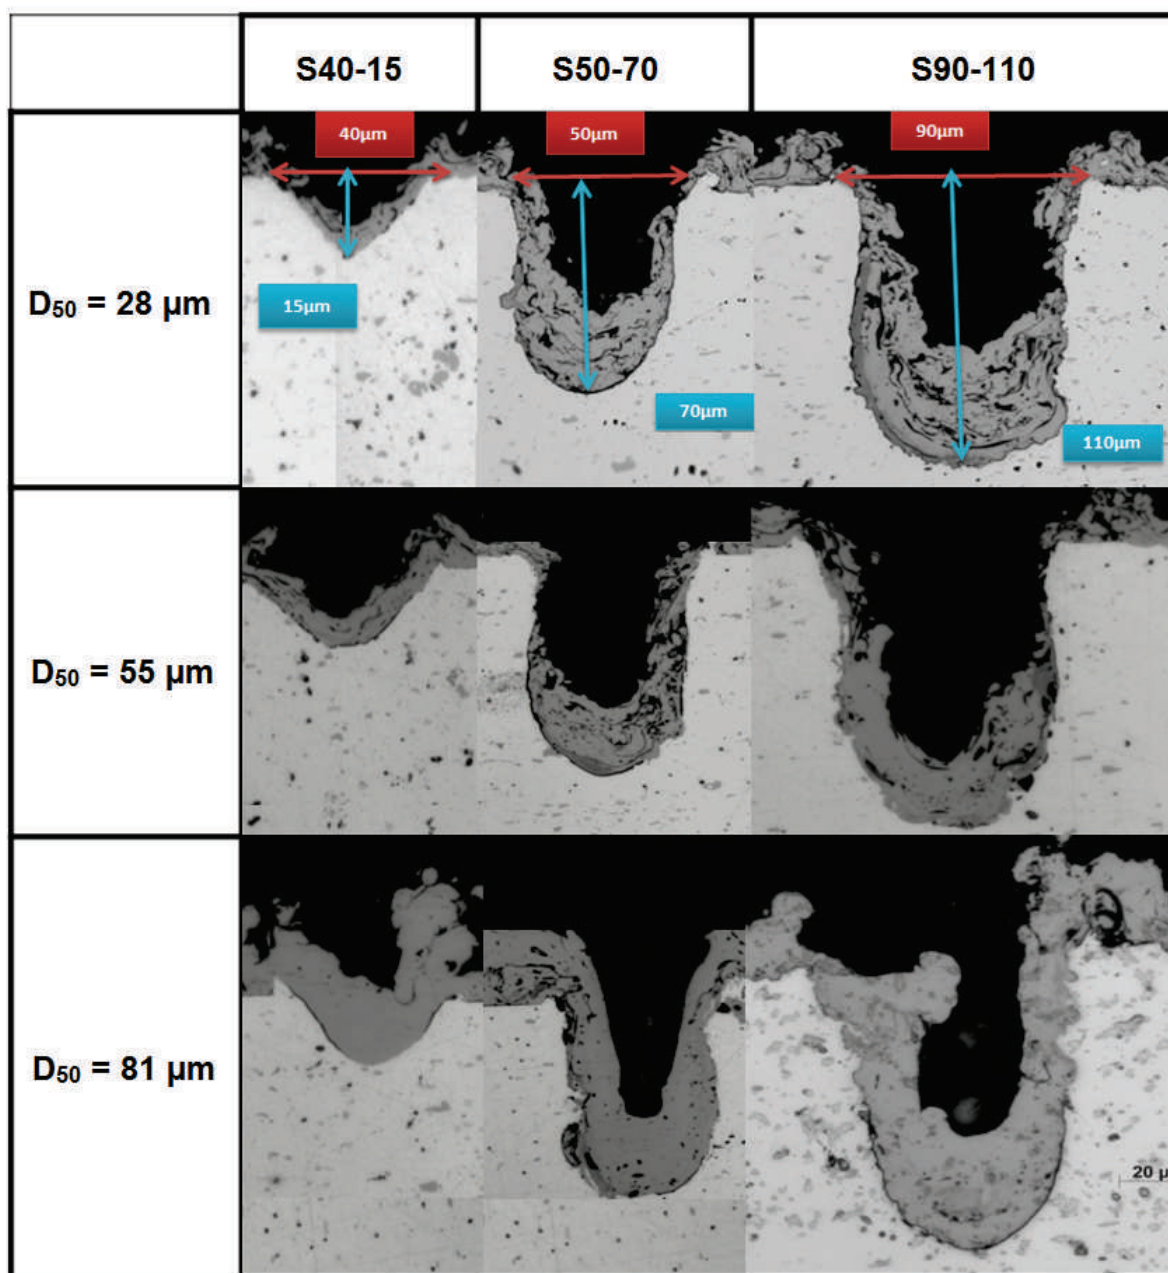 S40-15
S50-70
S90-110
D₅₀ = 28 µm
40µm
50µm
90µm
15µm
70µm
110µm
D₅₀ = 55 µm
D₅₀ = 81 µm
20 µ